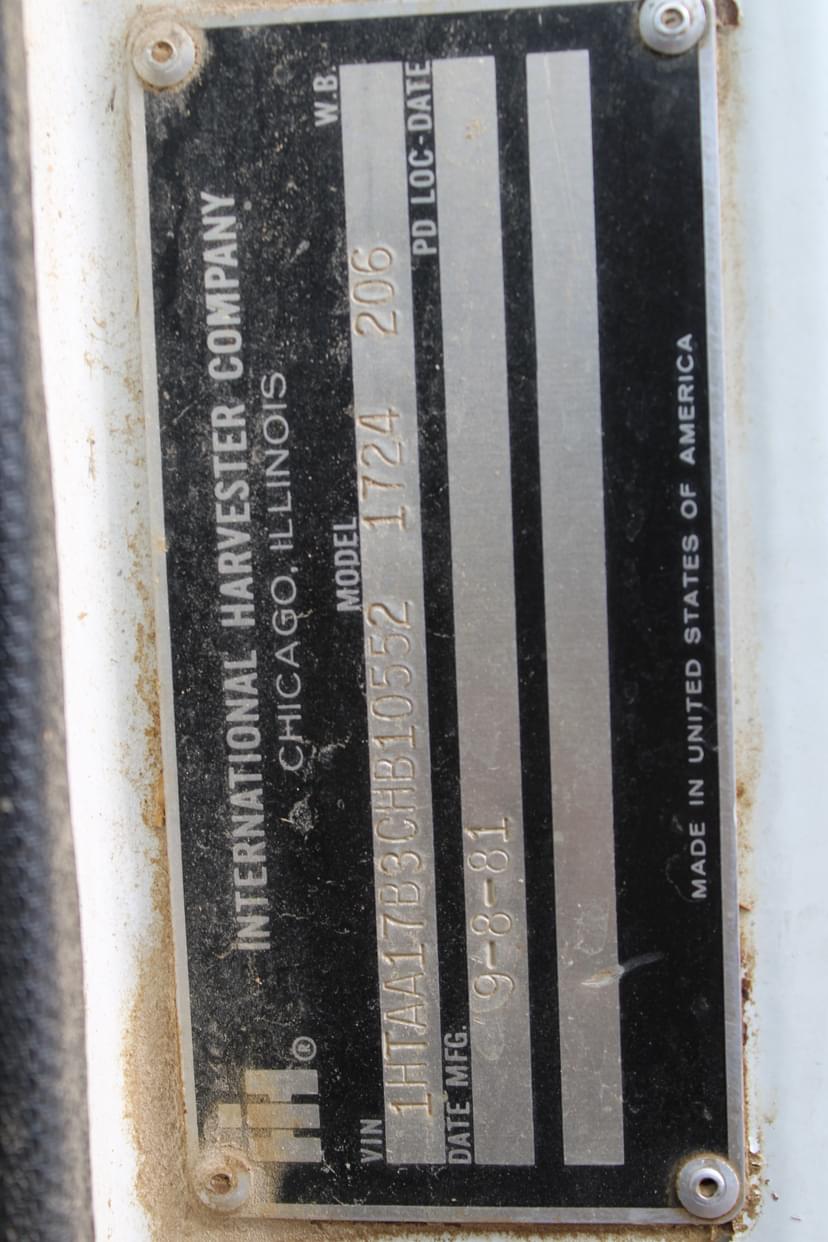 IH ®
INTERNATIONAL HARVESTER COMPANY
CHICAGO, ILLINOIS
VIN MODEL W.B.
1HTAA17B3CHB10552 1724 206
DATE MFG. PD LOC-DATE
9-8-81
MADE IN UNITED STATES OF AMERICA